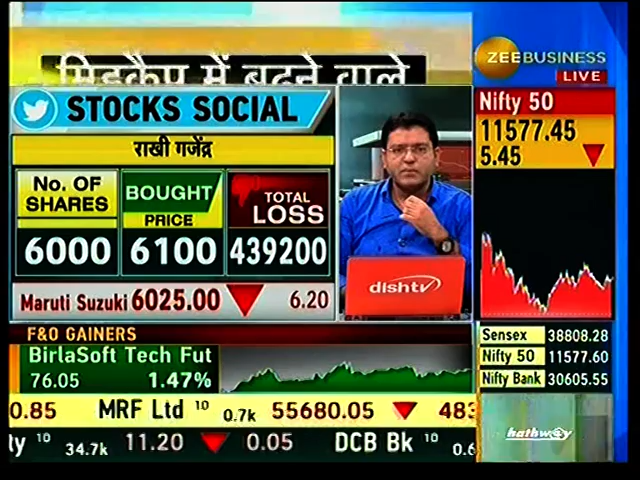 मिडकैप में बढ़ने वाले
ZEEBUSINESS
LIVE
STOCKS SOCIAL
राखी गजेंद्र
No. OF SHARES
6000
BOUGHT PRICE
6100
TOTAL LOSS
439200
Maruti Suzuki 6025.00 6.20
dishtv
Nifty 50
11577.45
5.45
Sensex 38808.28
Nifty 50 11577.60
Nifty Bank 30605.55
F&O GAINERS
BirlaSoft Tech Fut
76.05 1.47%
0.85 MRF Ltd 10 0.7k 55680.05 483
ty 10 34.7k 11.20 0.05 DCB Bk 10 0.6
hathway